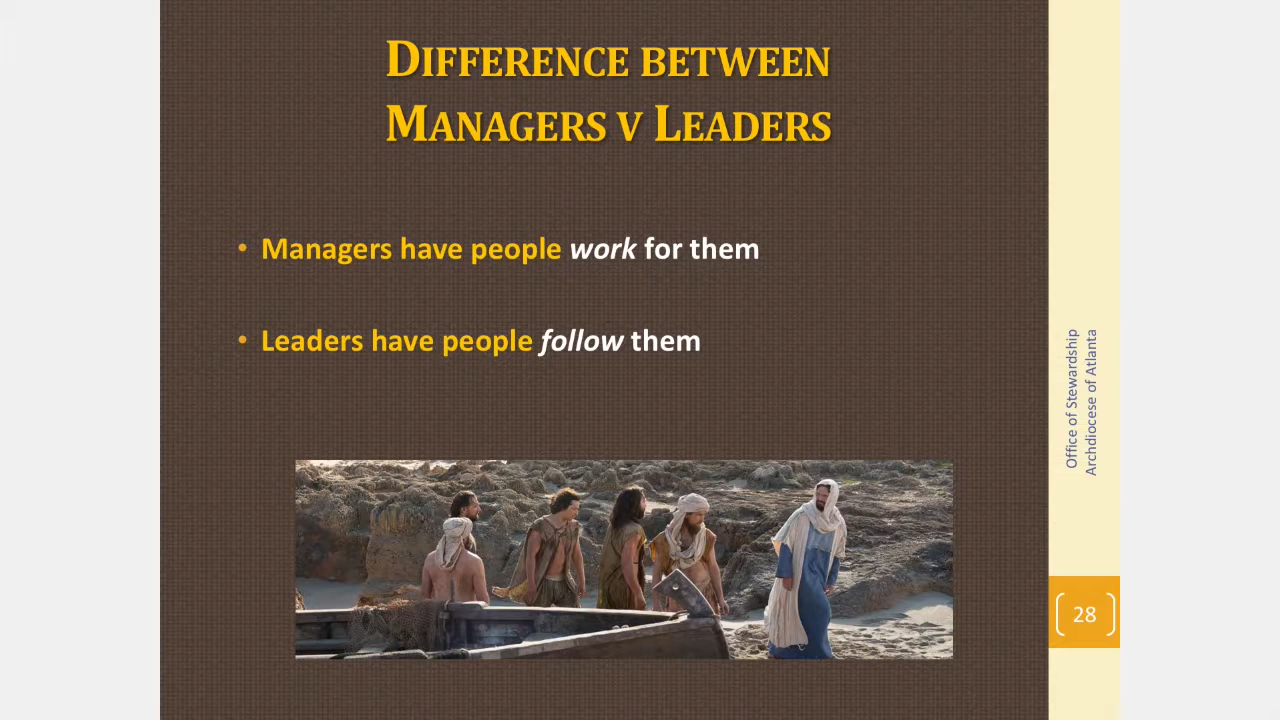 DIFFERENCE BETWEEN
MANAGERS V LEADERS
• Managers have people work for them
• Leaders have people follow them
Office of Stewardship
Archdiocese of Atlanta
28